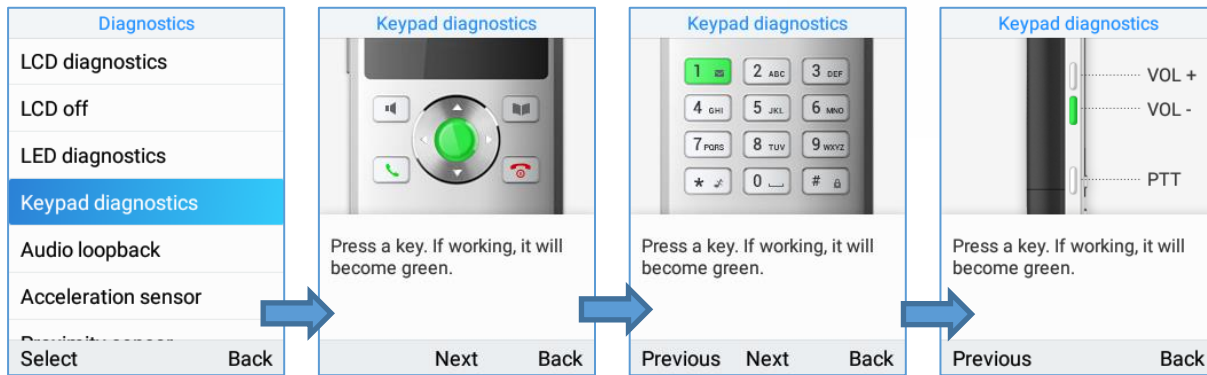 Diagnostics
LCD diagnostics
LCD off
LED diagnostics
Keypad diagnostics
Audio loopback
Acceleration sensor
Select Back
Keypad diagnostics
Press a key. If working, it will
become green.
Next Back
Keypad diagnostics
1 2 ABC 3 DEF
4 GHI 5 JKL 6 MNO
7 PQRS 8 TUV 9 WXYZ
* 0 #
Press a key. If working, it will
become green.
Previous Next Back
Keypad diagnostics
VOL +
VOL -
PTT
Press a key. If working, it will
become green.
Previous Back